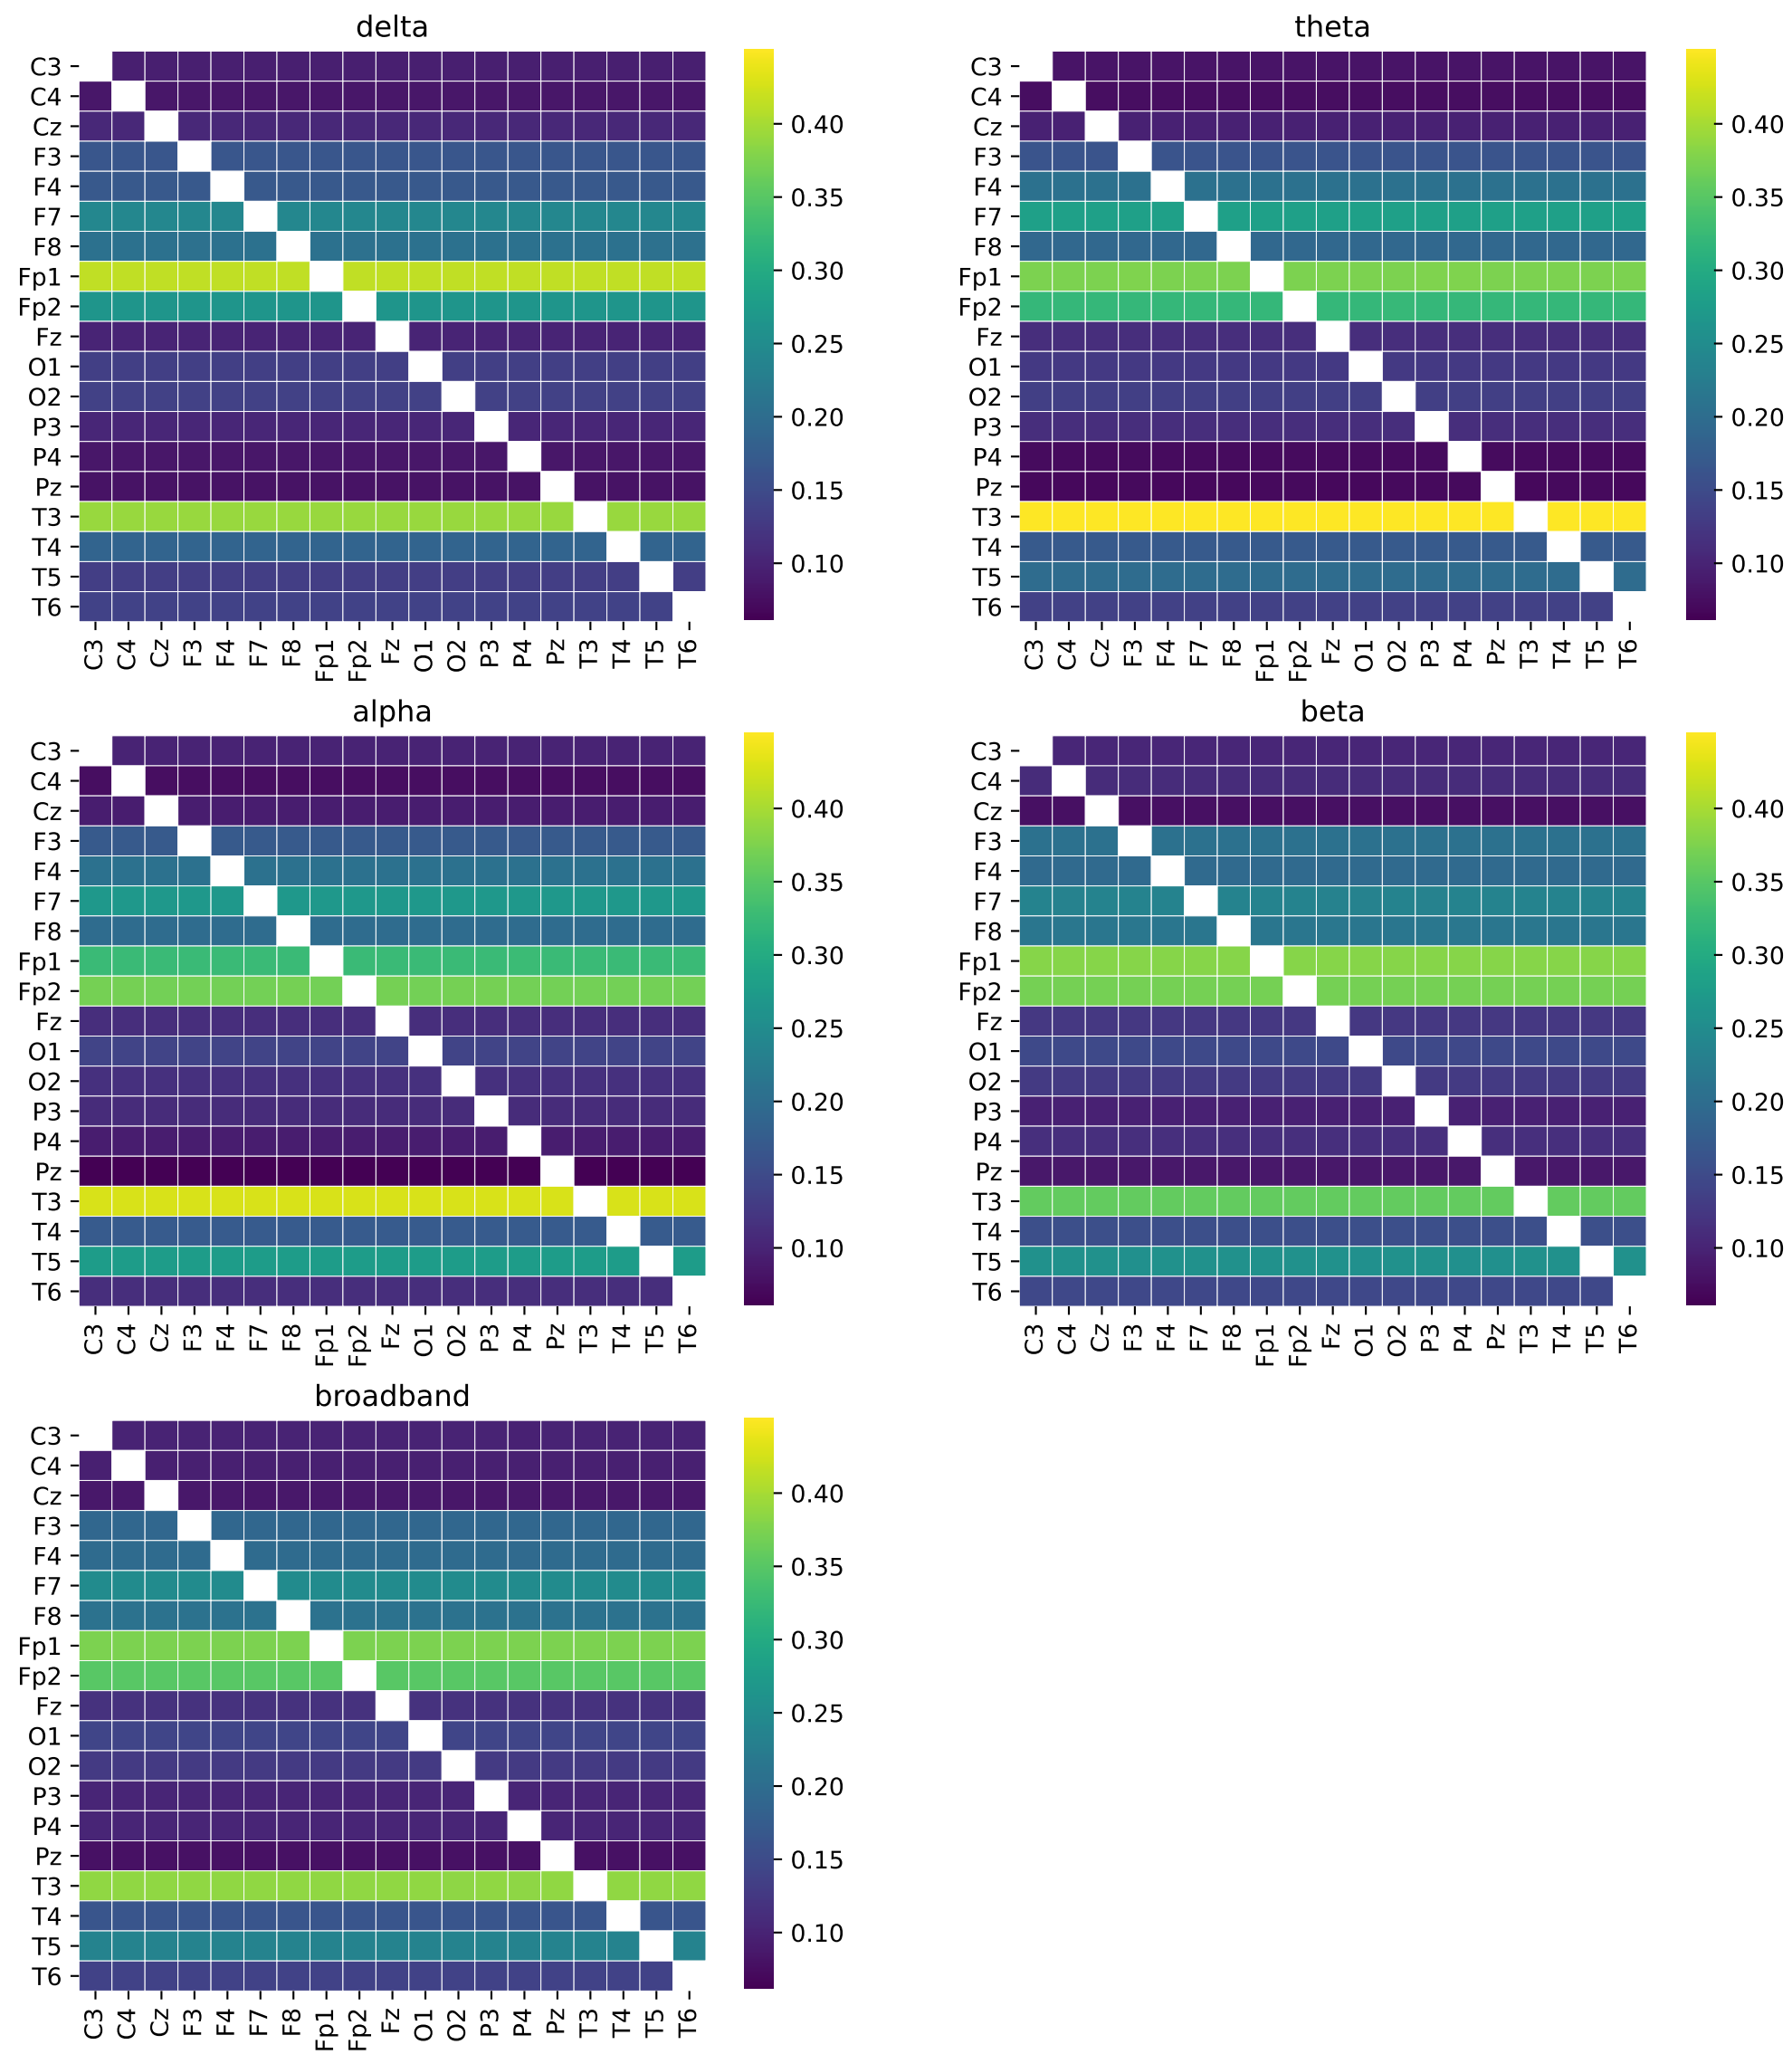 delta
C3
C4
Cz
F3
F4
F7
F8
Fp1
Fp2
Fz
O1
O2
P3
P4
Pz
T3
T4
T5
T6
C3 C4 Cz F3 F4 F7 F8 Fp1 Fp2 Fz O1 O2 P3 P4 Pz T3 T4 T5 T6
0.40
0.35
0.30
0.25
0.20
0.15
0.10
theta
C3
C4
Cz
F3
F4
F7
F8
Fp1
Fp2
Fz
O1
O2
P3
P4
Pz
T3
T4
T5
T6
C3 C4 Cz F3 F4 F7 F8 Fp1 Fp2 Fz O1 O2 P3 P4 Pz T3 T4 T5 T6
0.40
0.35
0.30
0.25
0.20
0.15
0.10
alpha
C3
C4
Cz
F3
F4
F7
F8
Fp1
Fp2
Fz
O1
O2
P3
P4
Pz
T3
T4
T5
T6
C3 C4 Cz F3 F4 F7 F8 Fp1 Fp2 Fz O1 O2 P3 P4 Pz T3 T4 T5 T6
0.40
0.35
0.30
0.25
0.20
0.15
0.10
beta
C3
C4
Cz
F3
F4
F7
F8
Fp1
Fp2
Fz
O1
O2
P3
P4
Pz
T3
T4
T5
T6
C3 C4 Cz F3 F4 F7 F8 Fp1 Fp2 Fz O1 O2 P3 P4 Pz T3 T4 T5 T6
0.40
0.35
0.30
0.25
0.20
0.15
0.10
broadband
C3
C4
Cz
F3
F4
F7
F8
Fp1
Fp2
Fz
O1
O2
P3
P4
Pz
T3
T4
T5
T6
C3 C4 Cz F3 F4 F7 F8 Fp1 Fp2 Fz O1 O2 P3 P4 Pz T3 T4 T5 T6
0.40
0.35
0.30
0.25
0.20
0.15
0.10